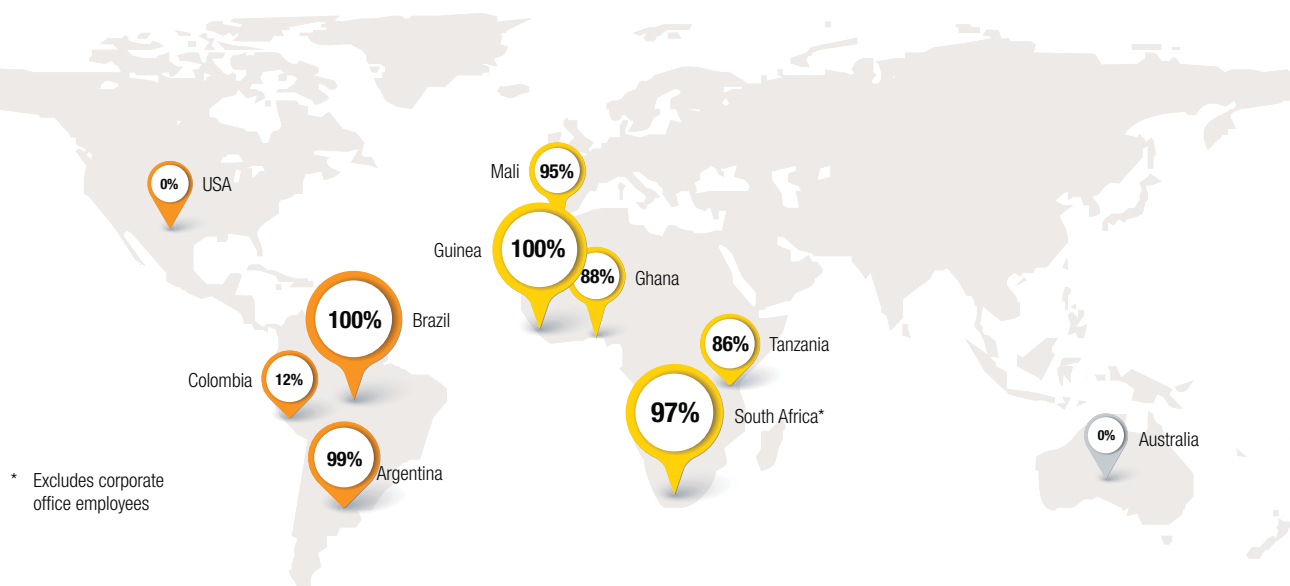 Mali
95%
0%
USA
Guinea
100%
88%
Ghana
100%
Brazil
86%
Tanzania
Colombia
12%
97%
South Africa*
0%
Australia
99%
Argentina
* Excludes corporate
office employees